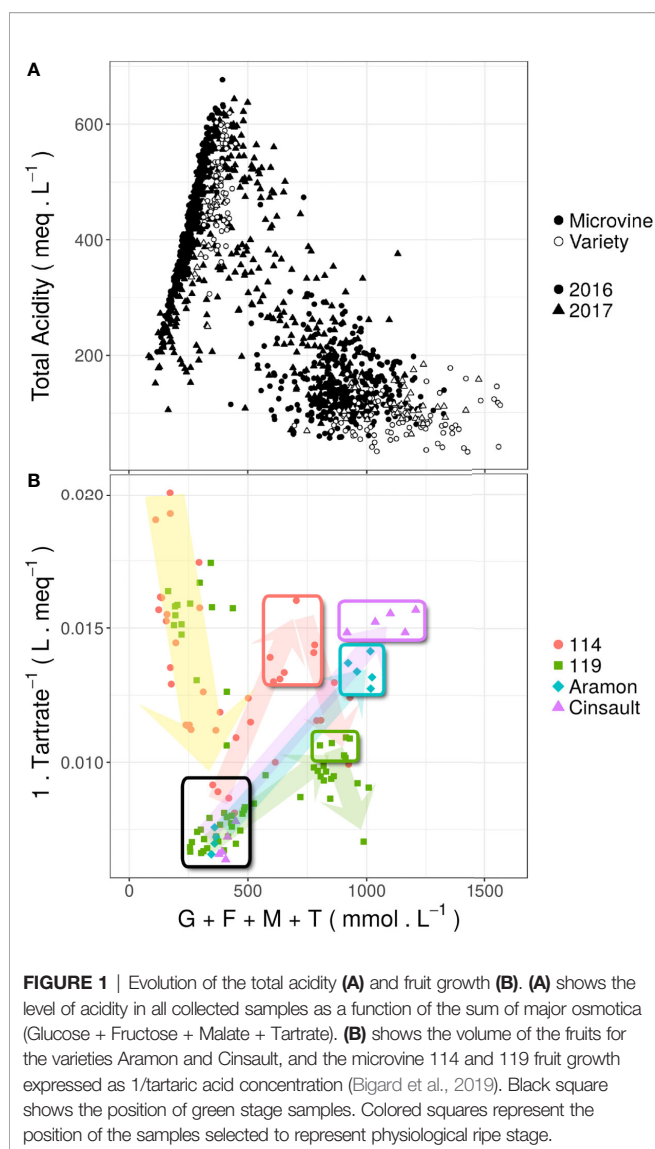 A
Total Acidity ( meq . L⁻¹ )
600
400
200
Microvine
Variety
2016
2017
B
1 . Tartrate⁻¹ ( L . meq⁻¹ )
0.020
0.015
0.010
0
500
1000
1500
G + F + M + T ( mmol . L⁻¹ )
114
119
Aramon
Cinsault
FIGURE 1 | Evolution of the total acidity (A) and fruit growth (B). (A) shows the
level of acidity in all collected samples as a function of the sum of major osmotica
(Glucose + Fructose + Malate + Tartrate). (B) shows the volume of the fruits for
the varieties Aramon and Cinsault, and the microvine 114 and 119 fruit growth
expressed as 1/tartaric acid concentration (Bigard et al., 2019). Black square
shows the position of green stage samples. Colored squares represent the
position of the samples selected to represent physiological ripe stage.